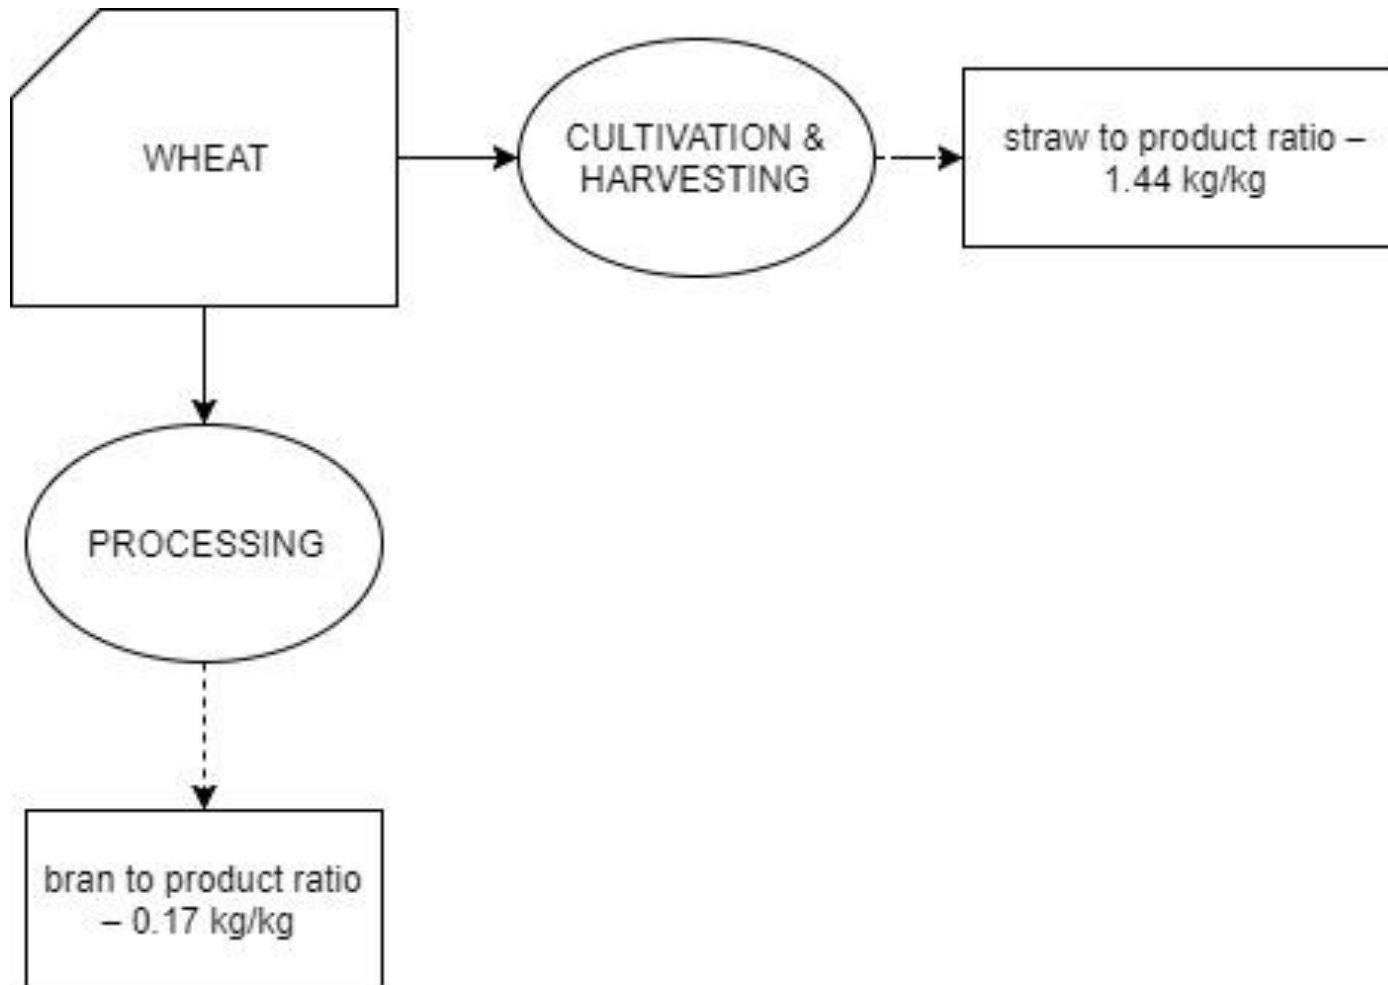 WHEAT
CULTIVATION &
HARVESTING
straw to product ratio –
1.44 kg/kg
PROCESSING
bran to product ratio
– 0.17 kg/kg